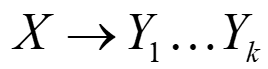 X → Y₁ … Yₖ